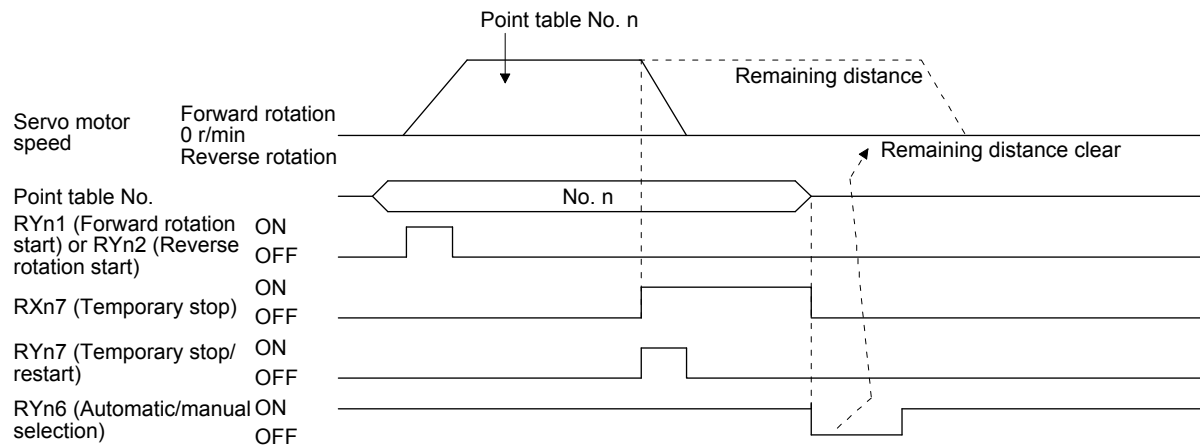 Point table No. n
Remaining distance
Servo motor
speed
Forward rotation
0 r/min
Reverse rotation
Remaining distance clear
Point table No.
No. n
RYn1 (Forward rotation
start) or RYn2 (Reverse
rotation start)
ON
OFF
RXn7 (Temporary stop)
ON
OFF
RYn7 (Temporary stop/
restart)
ON
OFF
RYn6 (Automatic/manual
selection)
ON
OFF